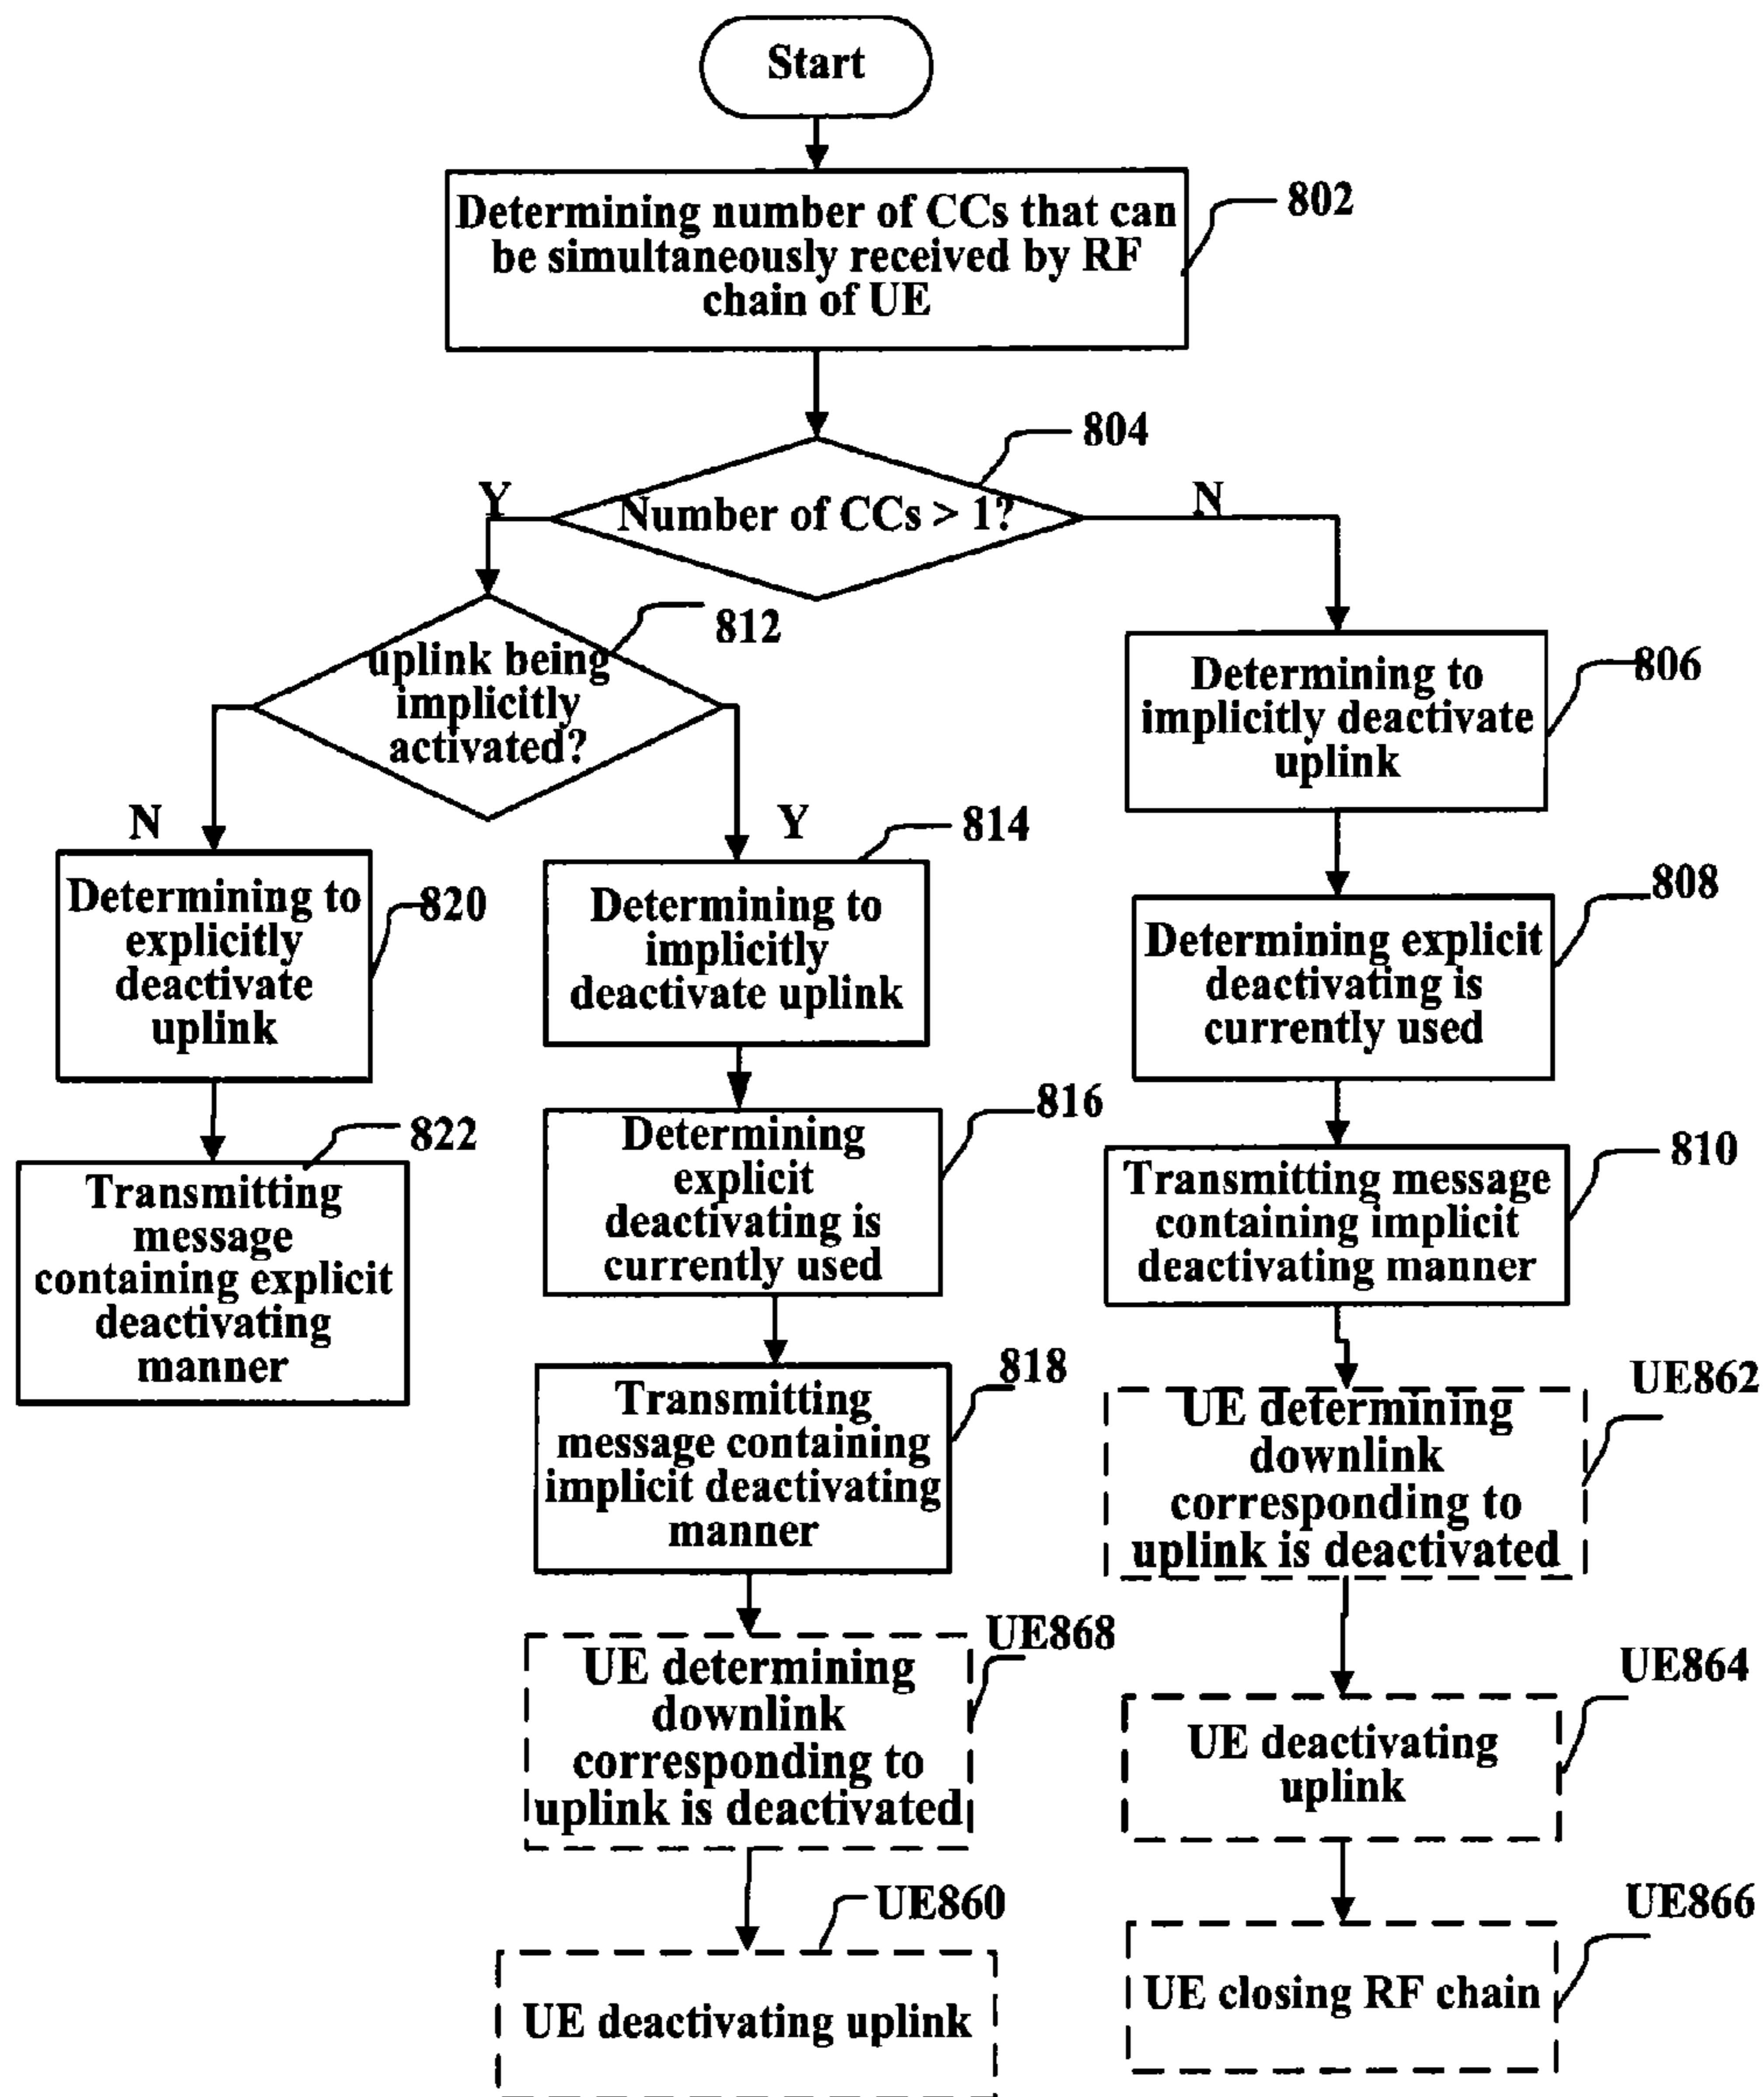 Start
Determining number of CCs that can
be simultaneously received by RF
chain of UE
802
804
Y
Number of CCs > 1?
N
812
uplink being
implicitly
activated?
N
Y
806
Determining to
implicitly deactivate
uplink
820
Determining to
explicitly
deactivate
uplink
814
Determining to
implicitly
deactivate uplink
808
Determining explicit
deactivating is
currently used
822
Transmitting
message
containing explicit
deactivating
manner
816
Determining
explicit
deactivating is
currently used
810
Transmitting message
containing implicit
deactivating manner
818
Transmitting
message containing
implicit deactivating
manner
UE862
UE determining
downlink
corresponding to
uplink is deactivated
UE868
UE determining
downlink
corresponding to
uplink is deactivated
UE864
UE deactivating
uplink
UE860
UE deactivating uplink
UE866
UE closing RF chain